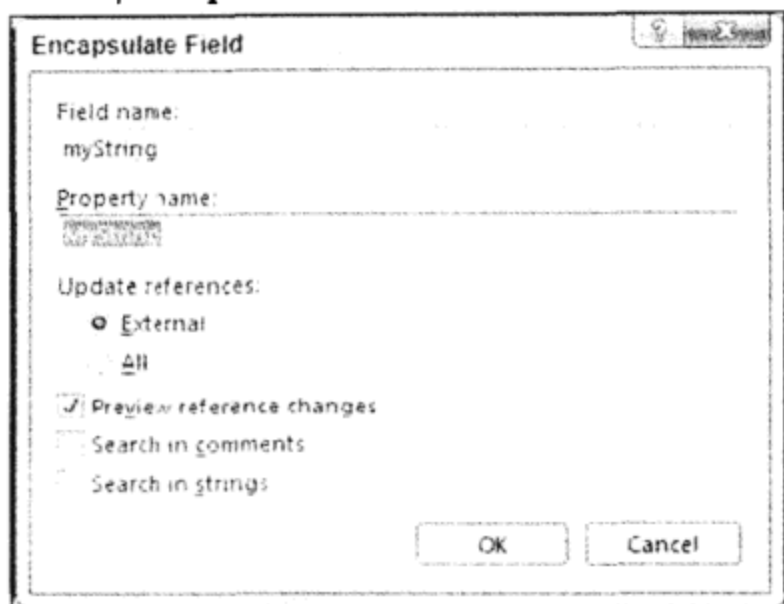 Encapsulate Field
Field name:
myString
Property name:
Update references:
External
All
Preview reference changes
Search in comments
Search in strings
OK
Cancel